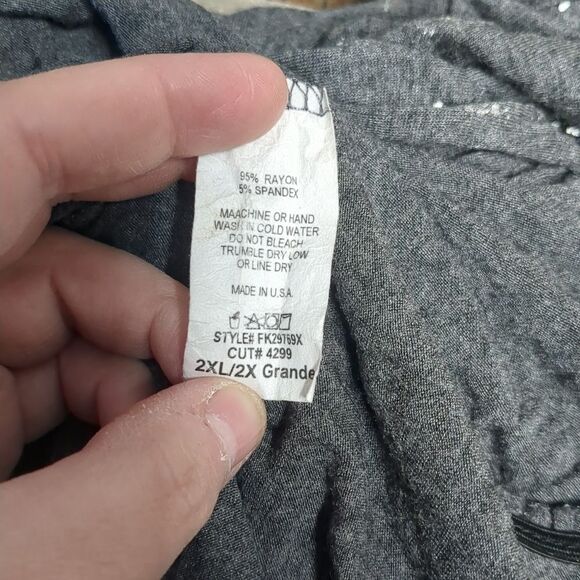 95% RAYON
5% SPANDEX
MAACHINE OR HAND
WASH IN COLD WATER
DO NOT BLEACH
TRUMBLE DRY LOW
OR LINE DRY
MADE IN U.S.A.
STYLE# FK29769X
CUT# 4299
2XL/2X Grande